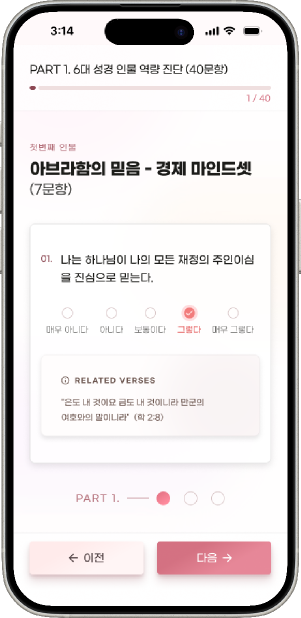 3:14
PART 1. 6대 성경 인물 역량 진단 (40문항)
1 / 40
첫번째 인물
아브라함의 믿음 - 경제 마인드셋
(7문항)
01. 나는 하나님이 나의 모든 재정의 주인이심
을 진심으로 믿는다.
매우 아니다 아니다 보통이다 그렇다 매우 그렇다
RELATED VERSES
"은도 내 것이요 금도 내 것이니라 만군의
여호와의 말이니라" (학 2:8)
PART 1.
← 이전 다음 →